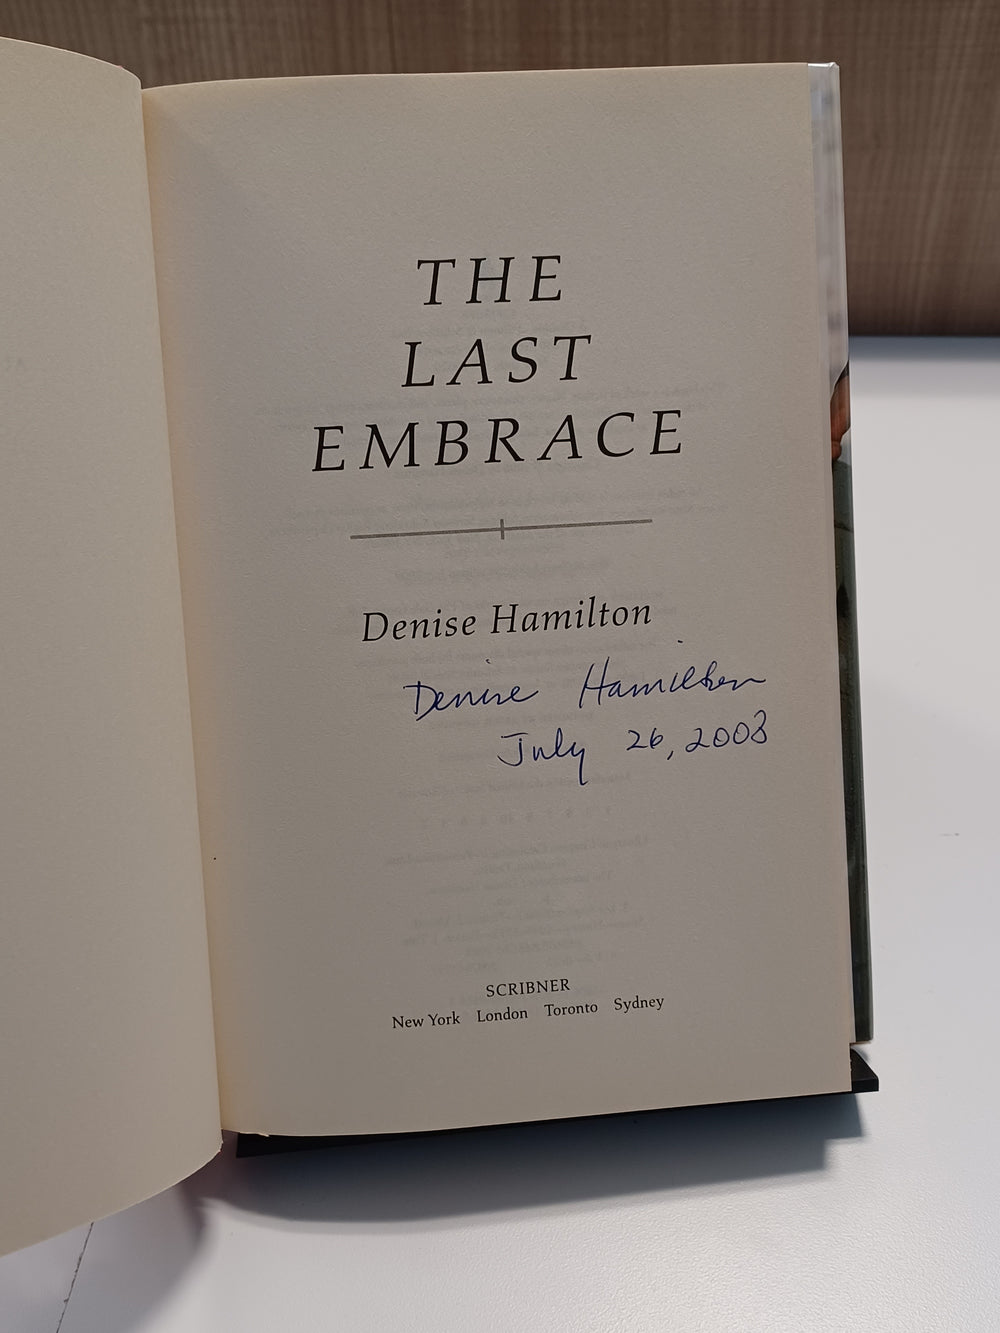 THE
LAST
EMBRACE
Denise Hamilton
Denise Hamilton
July 26, 2008
SCRIBNER
New York London Toronto Sydney